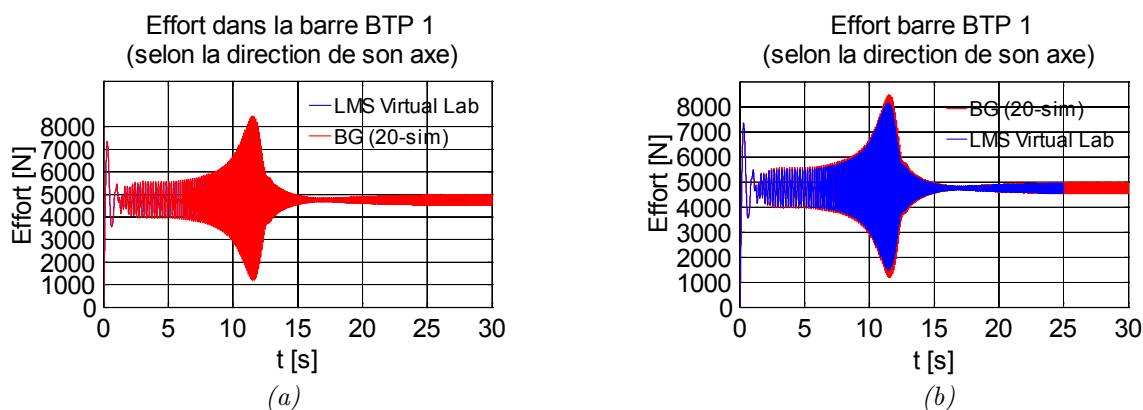 Effort dans la barre BTP 1
(selon la direction de son axe)
Effort [N]
8000
7000
6000
5000
4000
3000
2000
1000
0
LMS Virtual Lab
BG (20-sim)
0 5 10 15 20 25 30
t [s]
(a)
Effort barre BTP 1
(selon la direction de son axe)
Effort [N]
8000
7000
6000
5000
4000
3000
2000
1000
0
BG (20-sim)
LMS Virtual Lab
0 5 10 15 20 25 30
t [s]
(b)